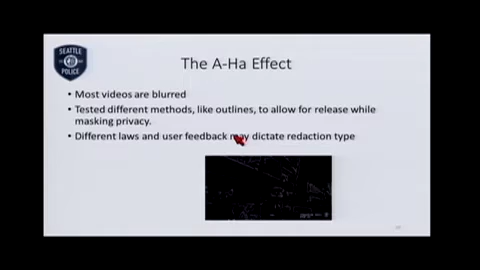 SEATTLE
POLICE
The A-Ha Effect
• Most videos are blurred
• Tested different methods, like outlines, to allow for release while
masking privacy.
• Different laws and user feedback may dictate redaction type